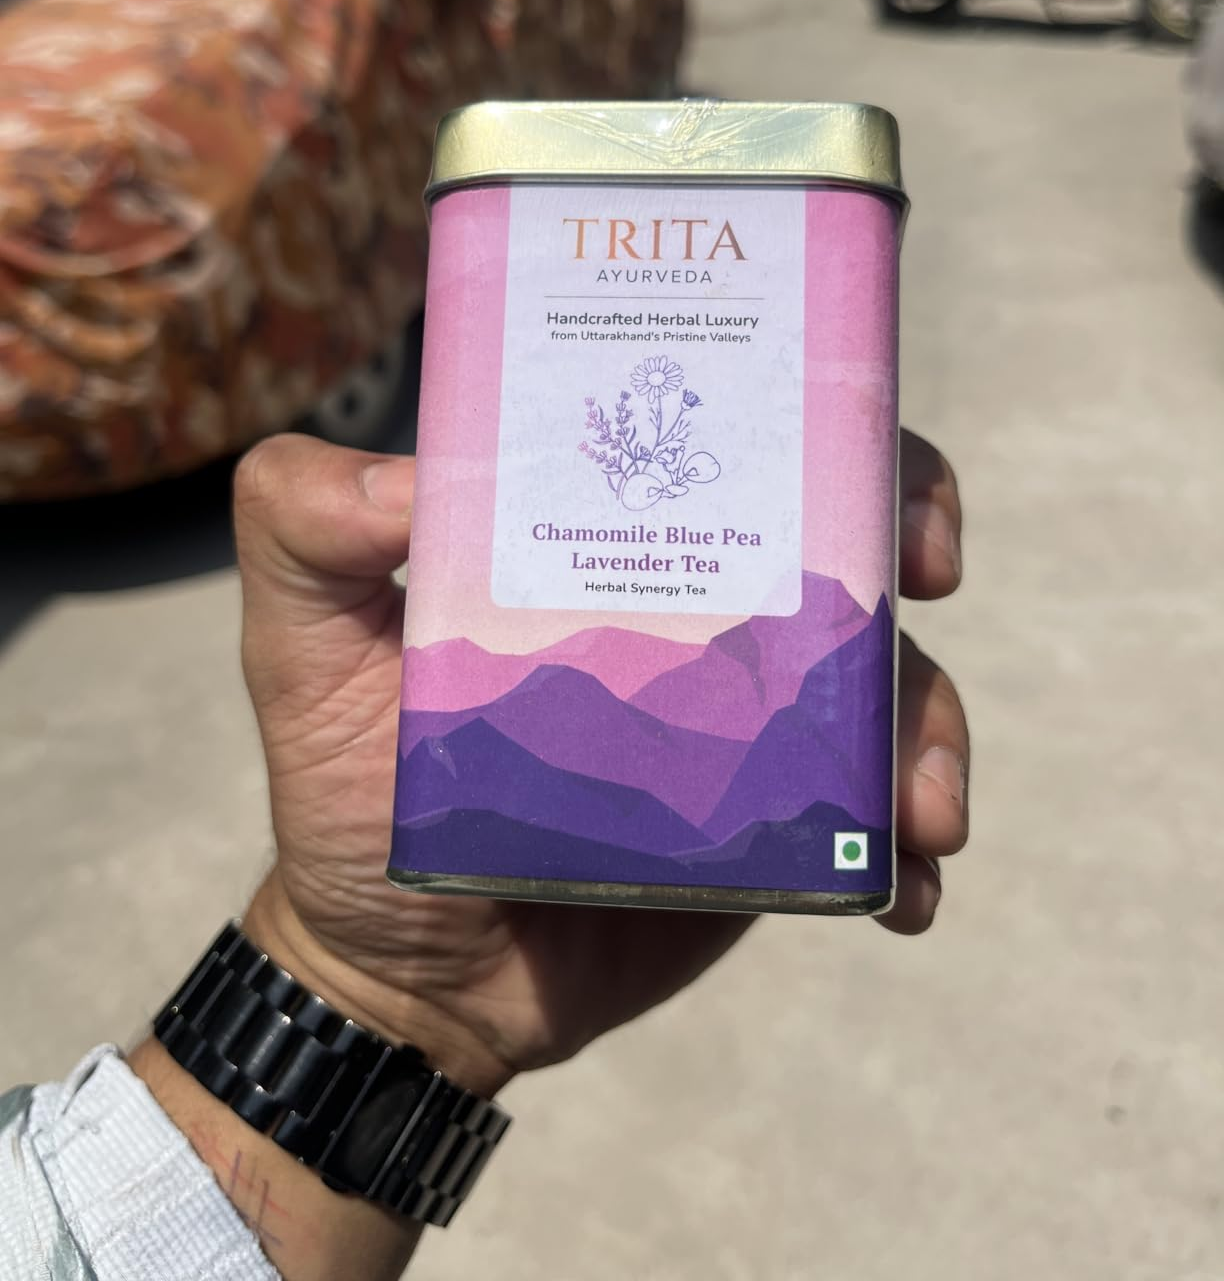 TRITA
AYURVEDA
Handcrafted Herbal Luxury
from Uttarakhand's Pristine Valleys
Chamomile Blue Pea
Lavender Tea
Herbal Synergy Tea